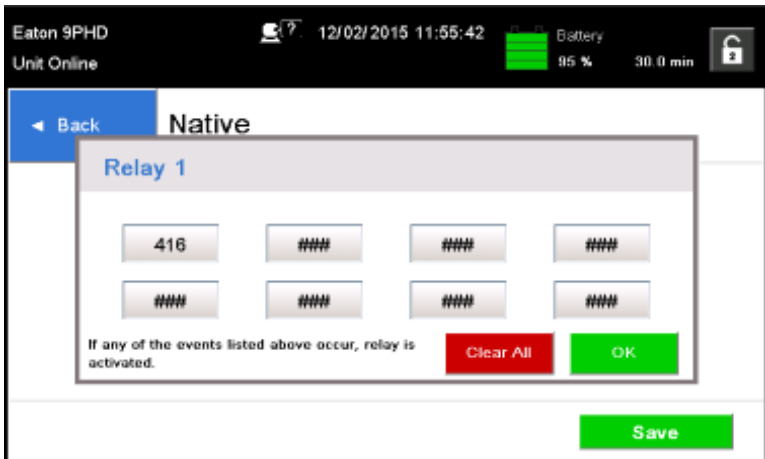 Eaton 9PHD
Unit Online
? 12/02/2015 11:55:42
Battery
95 % 30.0 min
2
◄ Back
Native
Relay 1
416 ### ### ###
### ### ### ###
If any of the events listed above occur, relay is
activated.
Clear All
OK
Save